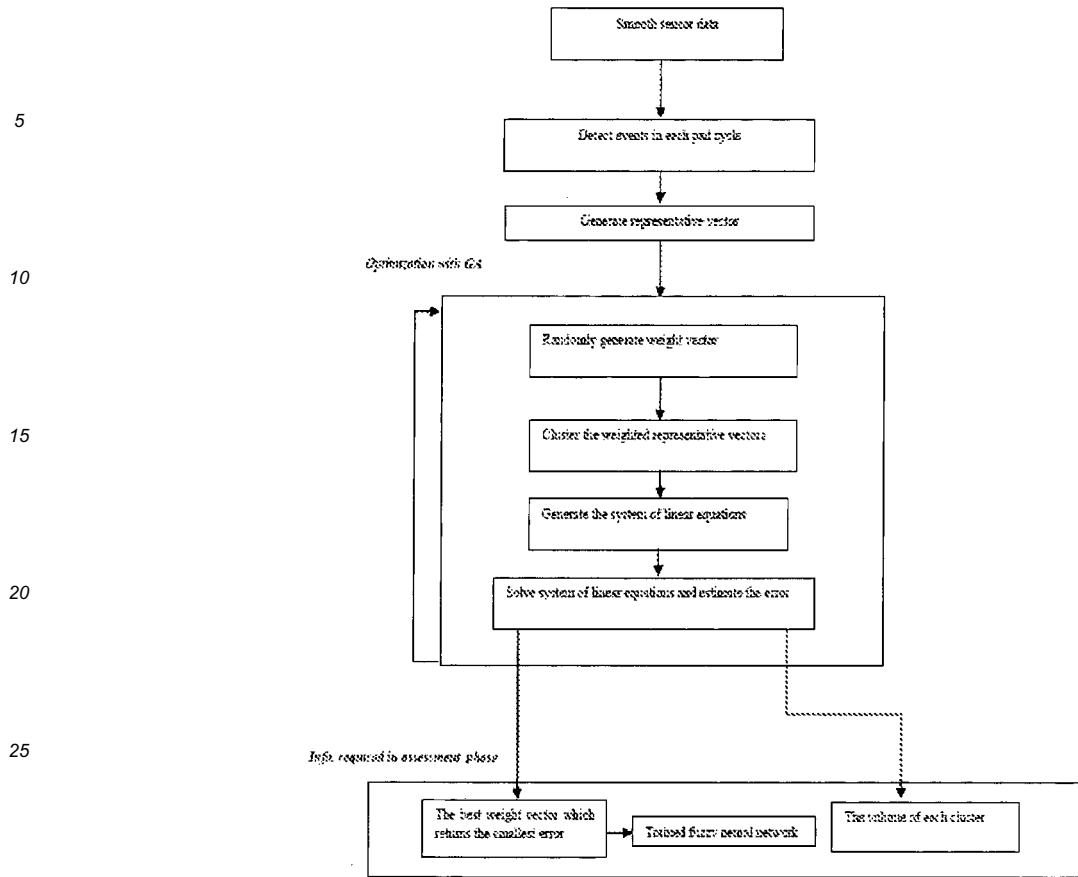 Smooth sensor data
5
Detect events in each pad cycle
Generate representative vector
Optimization with GA
10
Randomly generate weight vector
15
Cluster the weighted representative vectors
Generate the system of linear equations
20
Solve system of linear equations and estimate the error
25
Info. required in assessment phase
The best weight vector which
returns the smallest error
Trained fuzzy neural network
The volume of each cluster